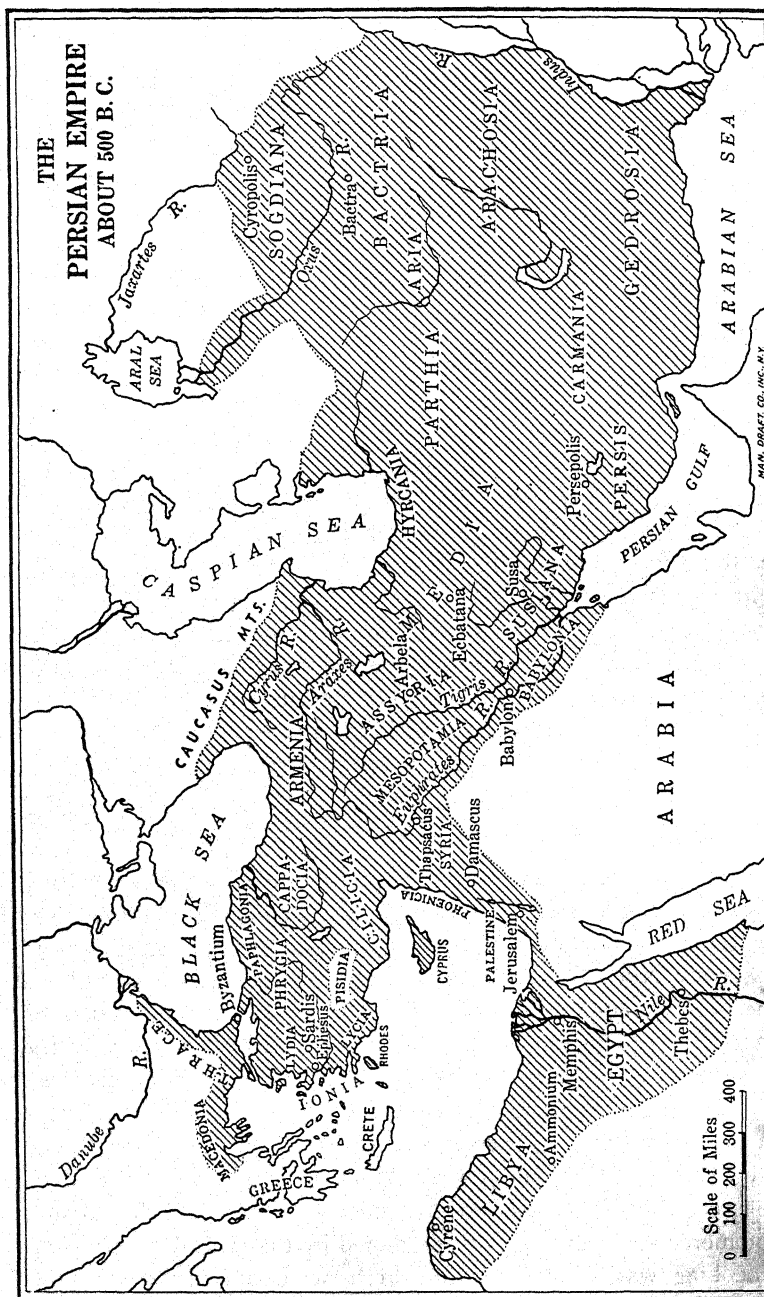 THE
PERSIAN EMPIRE
ABOUT 500 B.C.
Danube R.
THRACE
MACEDONIA
GREECE
IONIA
CRETE
RHODES
BLACK SEA
Byzantium
PAPHLAGONIA
LYDIA
Sardis
Ephesus
LYCIA
PHRYGIA
PISIDIA
CAPPA-
DOCIA
CILICIA
CYPRUS
CAUCASUS MTS.
ARMENIA
Cyrus R.
Araxes R.
CASPIAN SEA
ARAL
SEA
Jaxartes R.
Cyropolis
SOGDIANA
Oxus R.
Bactra
BACTRIA
ARIA
PARTHIA
HYRCANIA
MEDIA
Ecbatana
Arbela
ASSYRIA
Tigris R.
MESOPOTAMIA
Euphrates R.
Thapsacus
SYRIA
Damascus
PHOENICIA
PALESTINE
Jerusalem
Babylon
BABYLONIA
SUSIANA
Susa
Persepolis
PERSIS
CARMANIA
ARACHOSIA
GEDROSIA
Indus R.
ARABIAN SEA
PERSIAN GULF
ARABIA
RED SEA
EGYPT
Nile R.
Memphis
Thebes
Ammonium
LIBYA
Cyrene
Scale of Miles
0 100 200 300 400
MAN. DRAFT. CO., INC., N.Y.